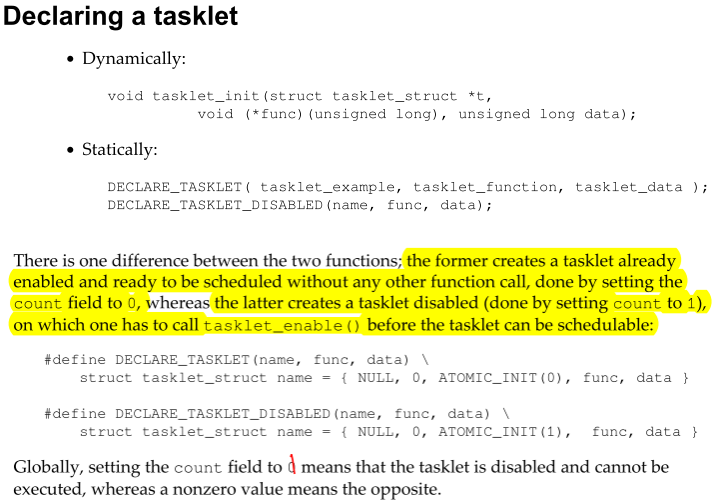 Declaring a tasklet
• Dynamically:
void tasklet_init(struct tasklet_struct *t,
void (*func)(unsigned long), unsigned long data);
• Statically:
DECLARE_TASKLET( tasklet_example, tasklet_function, tasklet_data );
DECLARE_TASKLET_DISABLED(name, func, data);
There is one difference between the two functions; the former creates a tasklet already
enabled and ready to be scheduled without any other function call, done by setting the
count field to 0, whereas the latter creates a tasklet disabled (done by setting count to 1),
on which one has to call tasklet_enable() before the tasklet can be schedulable:
#define DECLARE_TASKLET(name, func, data) \
struct tasklet_struct name = { NULL, 0, ATOMIC_INIT(0), func, data }
#define DECLARE_TASKLET_DISABLED(name, func, data) \
struct tasklet_struct name = { NULL, 0, ATOMIC_INIT(1),  func, data }
Globally, setting the count field to 0 means that the tasklet is disabled and cannot be
executed, whereas a nonzero value means the opposite.